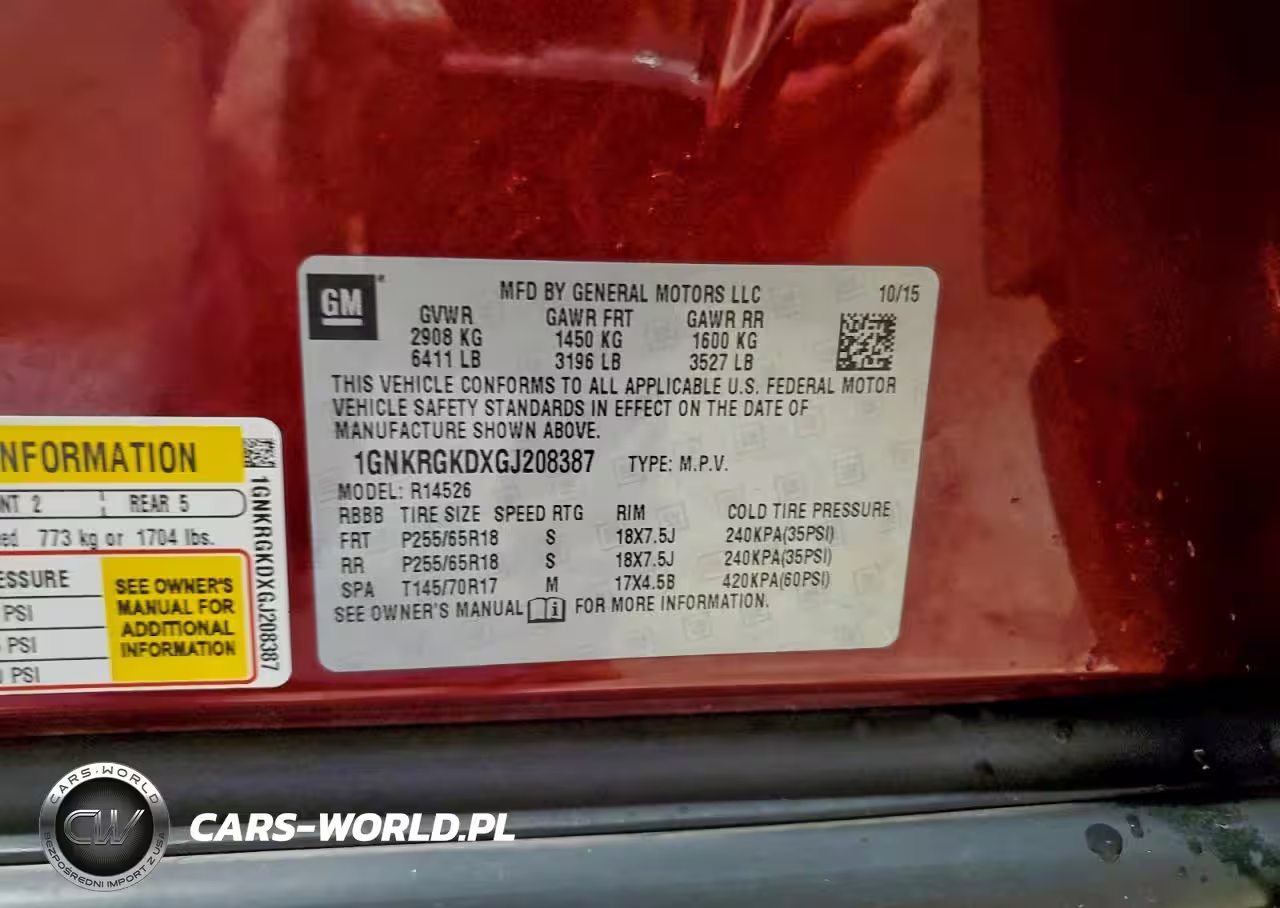 GM
MFD BY GENERAL MOTORS LLC 10/15
GVWR GAWR FRT GAWR RR
2908 KG 1450 KG 1600 KG
6411 LB 3196 LB 3527 LB
THIS VEHICLE CONFORMS TO ALL APPLICABLE U.S. FEDERAL MOTOR
VEHICLE SAFETY STANDARDS IN EFFECT ON THE DATE OF
MANUFACTURE SHOWN ABOVE.
1GNKRGKDXGJ208387 TYPE: M.P.V.
MODEL: R14526
RBBB TIRE SIZE SPEED RTG RIM COLD TIRE PRESSURE
FRT P255/65R18 S 18X7.5J 240KPA(35PSI)
RR P255/65R18 S 18X7.5J 240KPA(35PSI)
SPA T145/70R17 M 17X4.5B 420KPA(60PSI)
SEE OWNER'S MANUAL i FOR MORE INFORMATION.
NFORMATION
NT 2 REAR 5
ed 773 kg or 1704 lbs.
ESSURE
PSI
PSI
PSI
SEE OWNER'S
MANUAL FOR
ADDITIONAL
INFORMATION
1GNKRGKDXGJ208387
CARS-WORLD
CW
BEZPOŚREDNI IMPORT Z USA
CARS-WORLD.PL